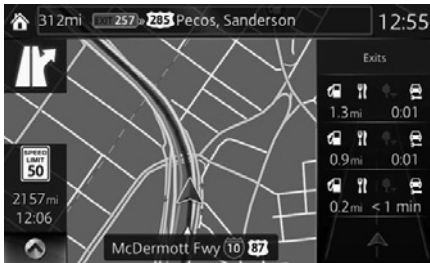 312mi EXIT 257 » 285 Pecos, Sanderson 12:55
Exits
1.3mi 0:01
0.9mi 0:01
0.2mi < 1 min
SPEED
LIMIT
50
2157mi
12:06
McDermott Fwy 10 87